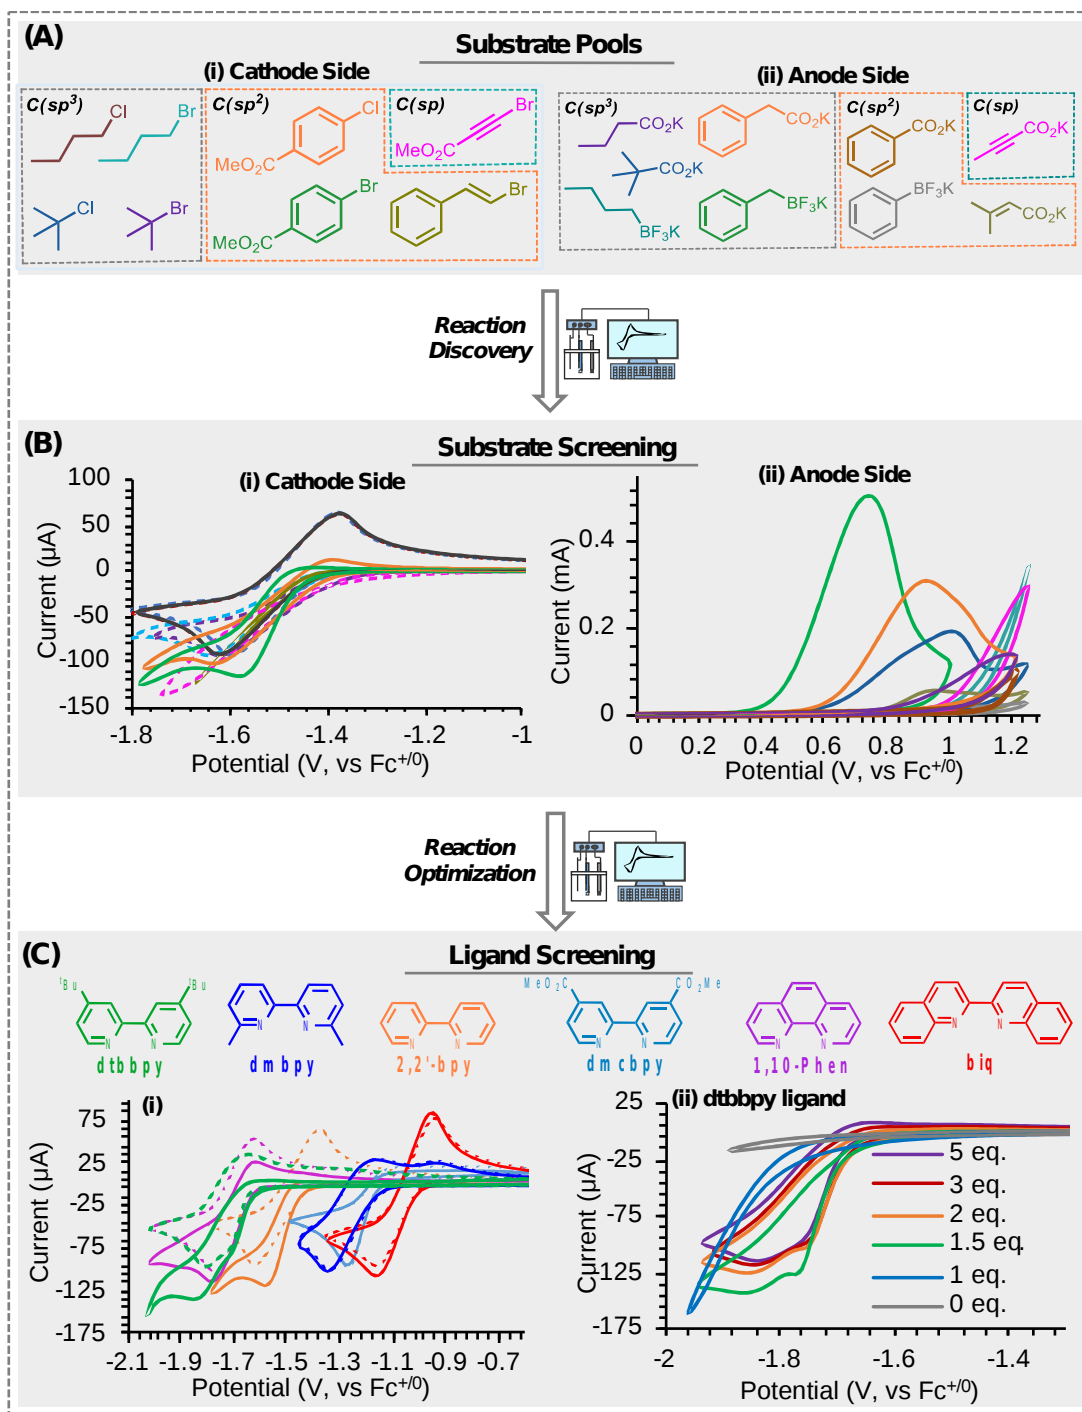 (A)
Substrate Pools
(i) Cathode Side
(ii) Anode Side
C(sp³)
C(sp²)
C(sp)
C(sp³)
C(sp²)
C(sp)
Cl
Br
Cl
MeO₂C
Br
MeO₂C
CO₂K
CO₂K
CO₂K
CO₂K
CO₂K
Cl
Br
Br
MeO₂C
Br
BF₃K
BF₃K
BF₃K
CO₂K
Reaction
Discovery
(B)
Substrate Screening
(i) Cathode Side
(ii) Anode Side
100
50
0
-50
-100
-150
Current (µA)
-1.8
-1.6
-1.4
-1.2
-1
Potential (V, vs Fc⁺/⁰)
0.4
0.2
0
Current (mA)
0
0.2
0.4
0.6
0.8
1
1.2
Potential (V, vs Fc⁺/⁰)
Reaction
Optimization
(C)
Ligand Screening
ᵗBu
ᵗBu
N
N
dtbbpy
N
N
dmbpy
N
N
2,2'-bpy
MeO₂C
CO₂Me
N
N
dmcbpy
N
N
1,10-Phen
N
N
biq
(i)
75
25
-25
-75
-125
-175
Current (µA)
-2.1
-1.9
-1.7
-1.5
-1.3
-1.1
-0.9
-0.7
Potential (V, vs Fc⁺/⁰)
(ii) dtbbpy ligand
25
-25
-75
-125
-175
Current (µA)
5 eq.
3 eq.
2 eq.
1.5 eq.
1 eq.
0 eq.
-2
-1.8
-1.6
-1.4
Potential (V, vs Fc⁺/⁰)